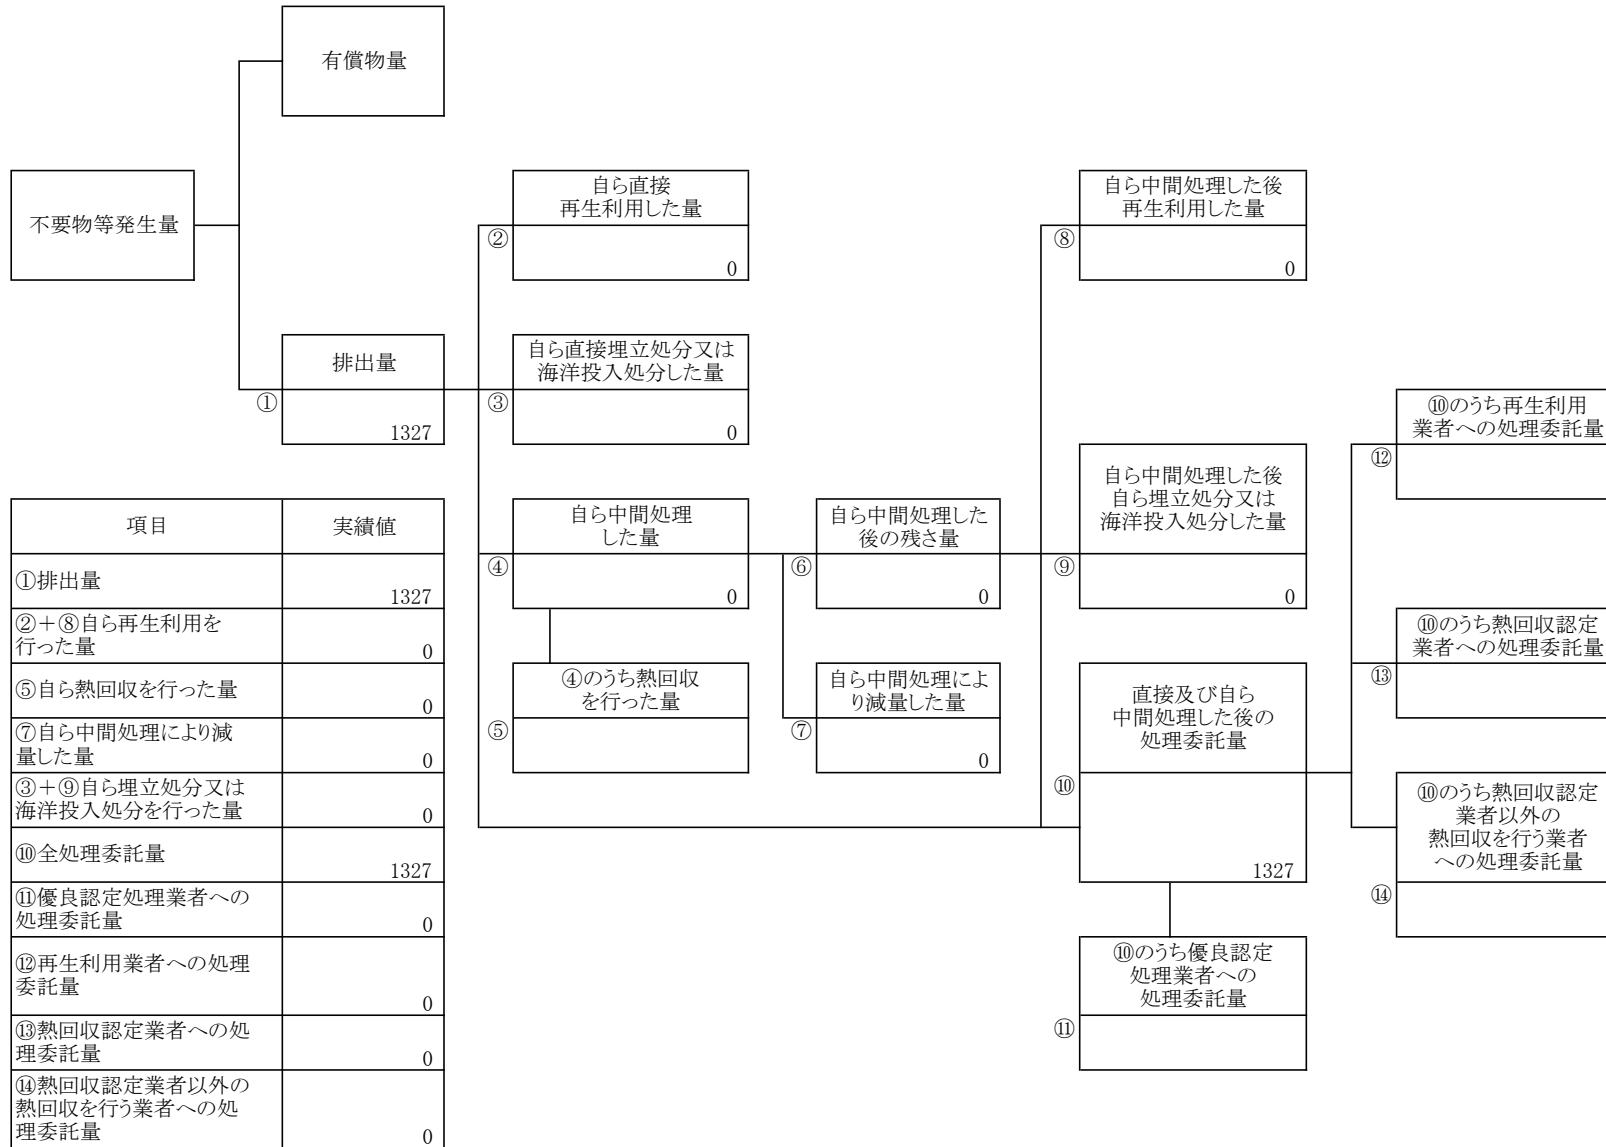 有償物量
不要物等発生量
自ら直接
再生利用した量
②
0
自ら中間処理した後
再生利用した量
⑧
0
排出量
①
1327
自ら直接埋立処分又は
海洋投入処分した量
③
0
⑩のうち再生利用
業者への処理委託量
⑫
自ら中間処理
した量
④
0
自ら中間処理した
後の残さ量
⑥
0
自ら中間処理した後
自ら埋立処分又は
海洋投入処分した量
⑨
0
⑩のうち熱回収認定
業者への処理委託量
⑬
④のうち熱回収
を行った量
⑤
自ら中間処理によ
り減量した量
⑦
0
直接及び自ら
中間処理した後の
処理委託量
⑩
1327
⑩のうち熱回収認定
業者以外の
熱回収を行う業者
への処理委託量
⑭
⑩のうち優良認定
処理業者への
処理委託量
⑪
項目 実績値
①排出量 1327
②＋⑧自ら再生利用を
行った量 0
⑤自ら熱回収を行った量 0
⑦自ら中間処理により減
量した量 0
③＋⑨自ら埋立処分又は
海洋投入処分を行った量 0
⑩全処理委託量 1327
⑪優良認定処理業者への
処理委託量 0
⑫再生利用業者への処理
委託量 0
⑬熱回収認定業者への処
理委託量 0
⑭熱回収認定業者以外の
熱回収を行う業者への処
理委託量 0